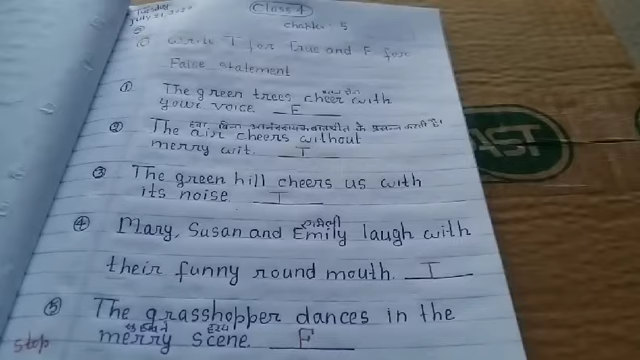 Tuesday
Class 4
Chapter: 5
(C) Write T for True and F for
False statement
① The green trees cheer with
your voice F
② The air cheers without
merry wit. T
③ The green hill cheers us with
its noise T
④ Mary, Susan and Emily laugh with
एमिली
their funny round mouth. T
⑤ The grasshopper dances in the
merry scene F
दृश्य
Stop
AST